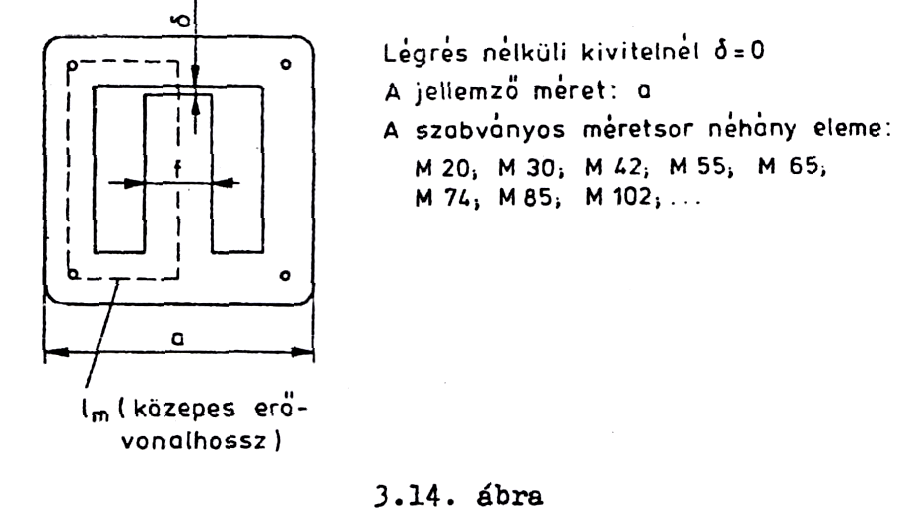 δ
Légrés nélküli kivitelnél δ=0
A jellemző méret: a
A szabványos méretsor néhány eleme:
M 20; M 30; M 42; M 55; M 65;
M 74; M 85; M 102; ...
f
a
lm (közepes erő-
vonalhossz)
3.14. ábra